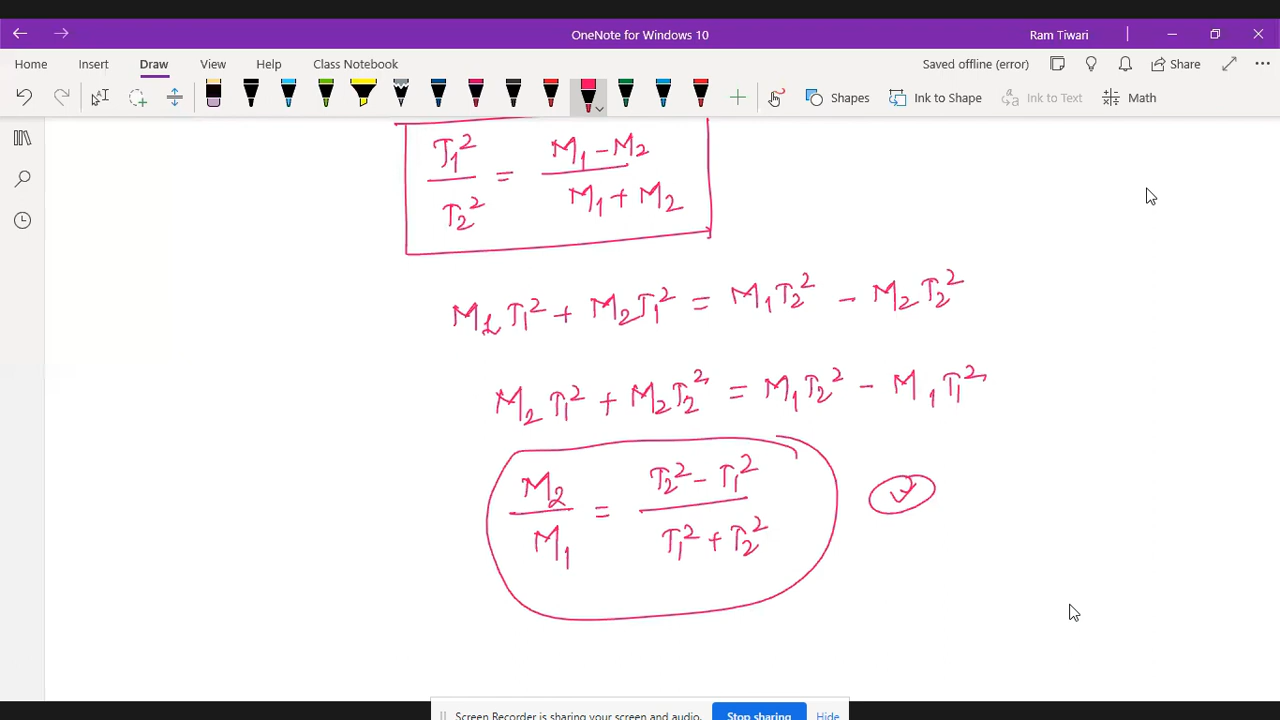 OneNote for Windows 10
Ram Tiwari
Home Insert Draw View Help Class Notebook
Saved offline (error) Share
Shapes Ink to Shape Ink to Text Math
T₁²/T₂² = (M₁ - M₂)/(M₁ + M₂)
M₁T₁² + M₂T₁² = M₁T₂² - M₂T₂²
M₂T₁² + M₂T₂² = M₁T₂² - M₁T₁²
M₂/M₁ = (T₂² - T₁²)/(T₁² + T₂²)
Screen Recorder is sharing your screen and audio. Stop sharing Hide